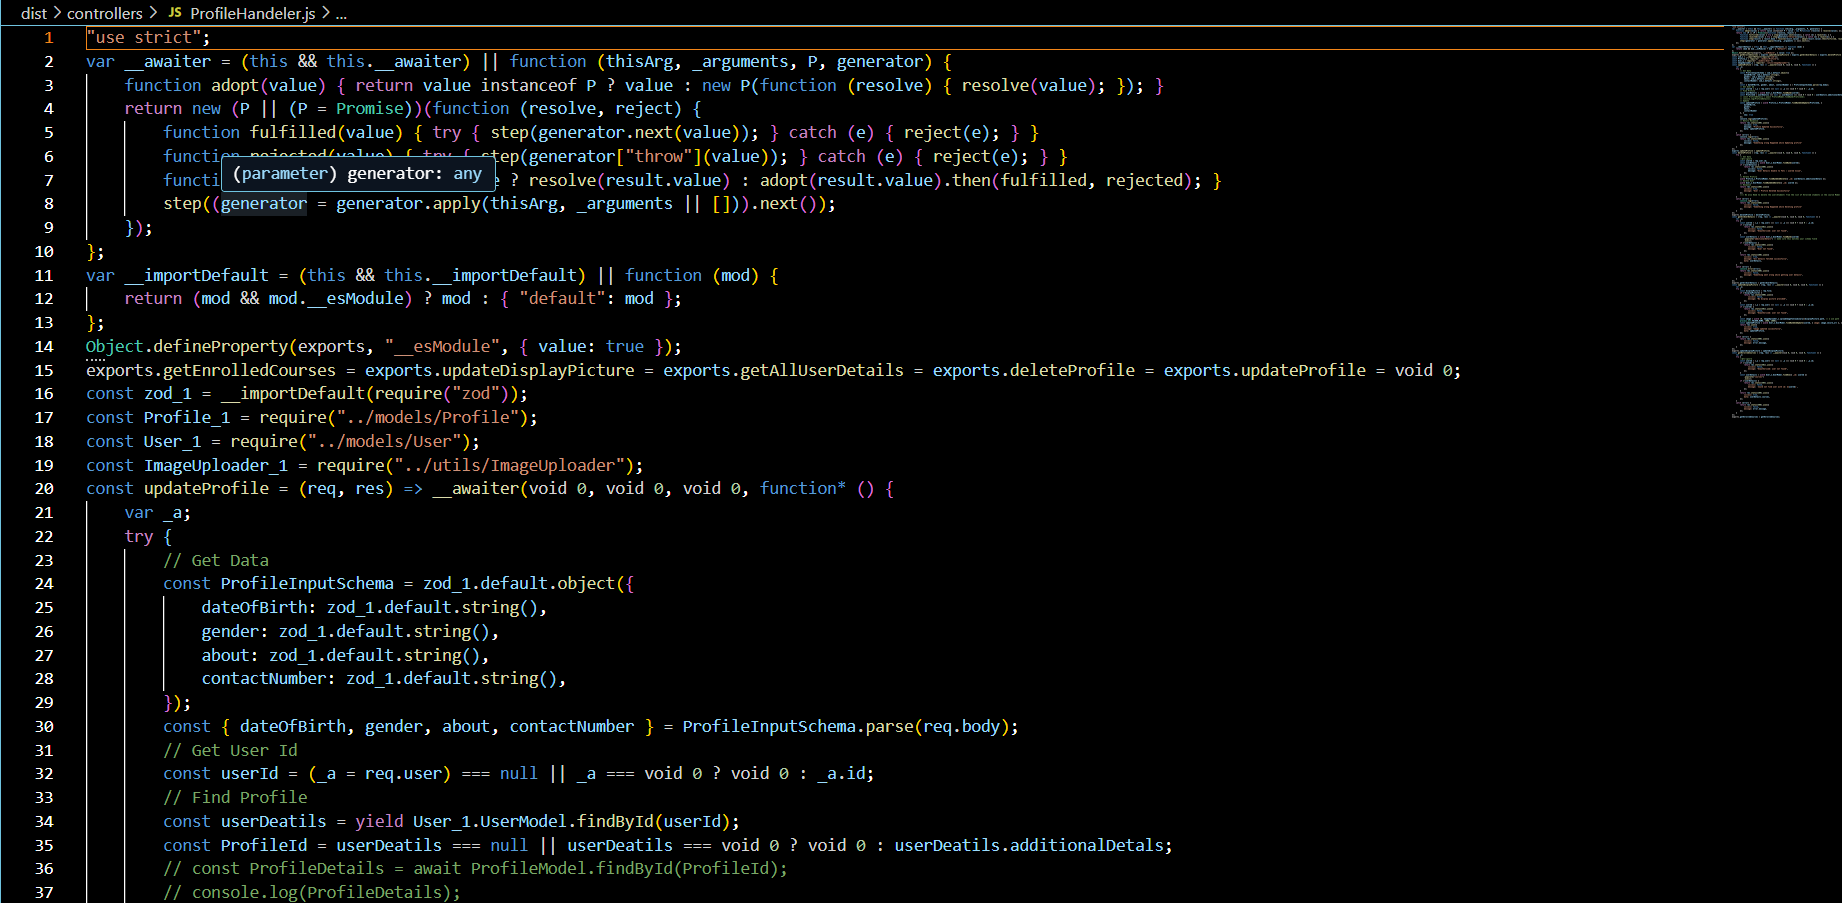 dist > controllers > JS ProfileHandeler.js > ...
1 "use strict";
2 var __awaiter = (this && this.__awaiter) || function (thisArg, _arguments, P, generator) {
3 function adopt(value) { return value instanceof P ? value : new P(function (resolve) { resolve(value); }); }
4 return new (P || (P = Promise))(function (resolve, reject) {
5 function fulfilled(value) { try { step(generator.next(value)); } catch (e) { reject(e); } }
6 function rejected(value) { try { step(generator["throw"](value)); } catch (e) { reject(e); } }
(parameter) generator: any
7 functi ? resolve(result.value) : adopt(result.value).then(fulfilled, rejected); }
8 step((generator = generator.apply(thisArg, _arguments || [])).next());
9 });
10 };
11 var __importDefault = (this && this.__importDefault) || function (mod) {
12 return (mod && mod.__esModule) ? mod : { "default": mod };
13 };
14 Object.defineProperty(exports, "__esModule", { value: true });
15 exports.getEnrolledCourses = exports.updateDisplayPicture = exports.getAllUserDetails = exports.deleteProfile = exports.updateProfile = void 0;
16 const zod_1 = __importDefault(require("zod"));
17 const Profile_1 = require("../models/Profile");
18 const User_1 = require("../models/User");
19 const ImageUploader_1 = require("../utils/ImageUploader");
20 const updateProfile = (req, res) => __awaiter(void 0, void 0, void 0, function* () {
21 var _a;
22 try {
23 // Get Data
24 const ProfileInputSchema = zod_1.default.object({
25 dateOfBirth: zod_1.default.string(),
26 gender: zod_1.default.string(),
27 about: zod_1.default.string(),
28 contactNumber: zod_1.default.string(),
29 });
30 const { dateOfBirth, gender, about, contactNumber } = ProfileInputSchema.parse(req.body);
31 // Get User Id
32 const userId = (_a = req.user) === null || _a === void 0 ? void 0 : _a.id;
33 // Find Profile
34 const userDeatils = yield User_1.UserModel.findById(userId);
35 const ProfileId = userDeatils === null || userDeatils === void 0 ? void 0 : userDeatils.additionalDetals;
36 // const ProfileDetails = await ProfileModel.findById(ProfileId);
37 // console.log(ProfileDetails);